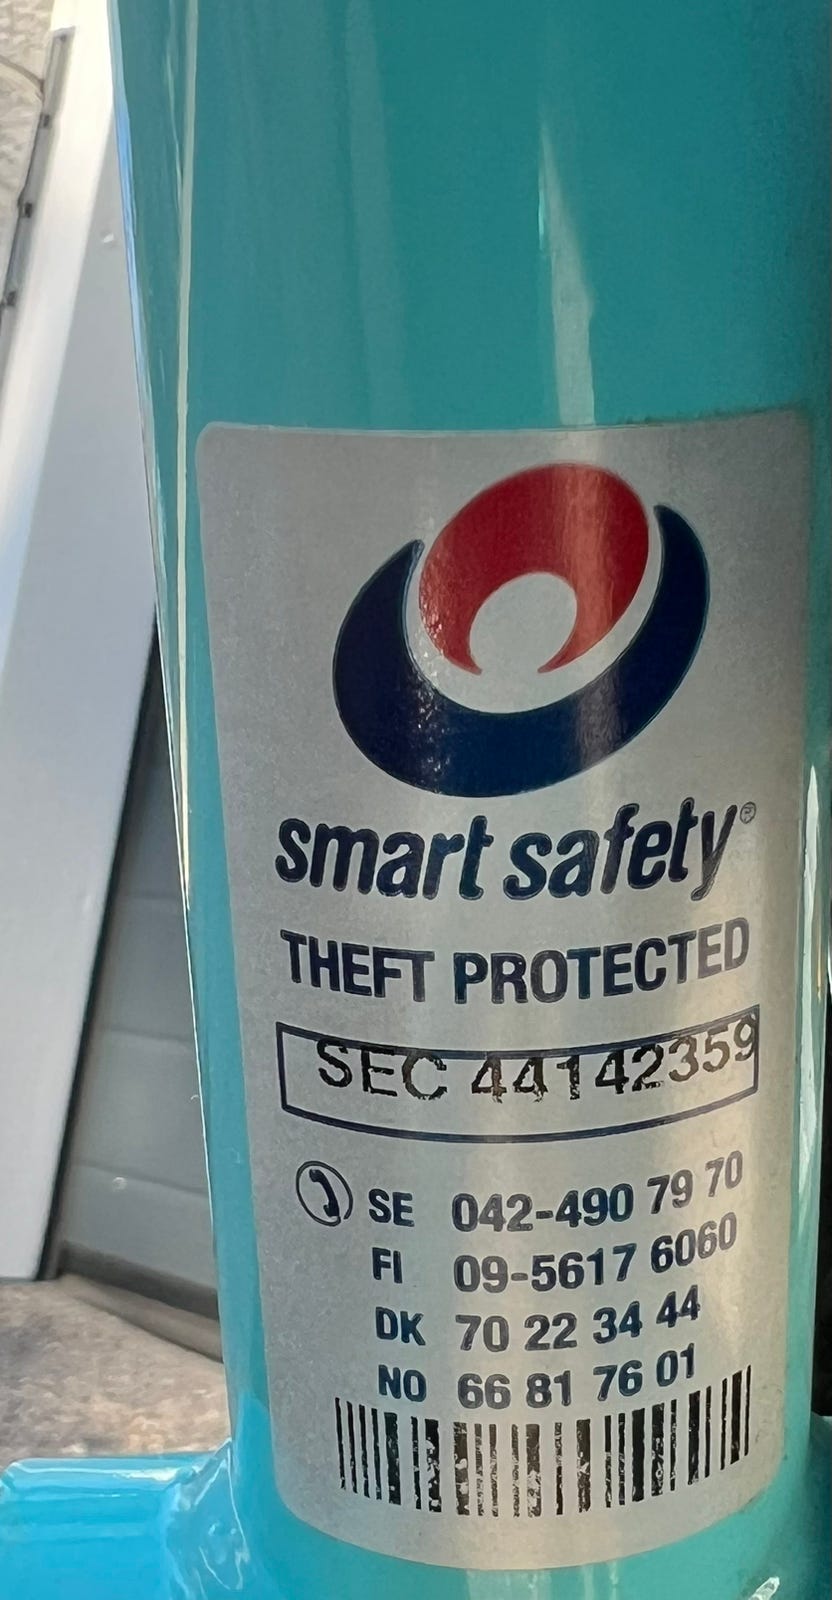 smart safety®
THEFT PROTECTED
SEC 44142359
SE 042-490 79 70
FI 09-5617 6060
DK 70 22 34 44
NO 66 81 76 01